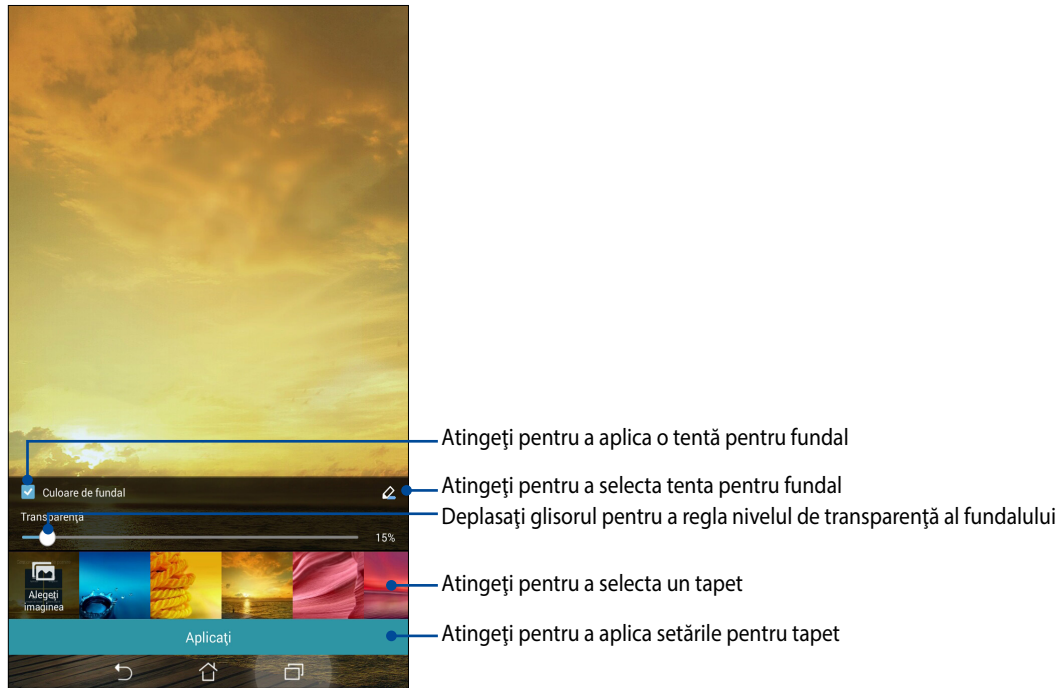 Atingeţi pentru a aplica o tentă pentru fundal
Culoare de fundal
Atingeţi pentru a selecta tenta pentru fundal
Transparenţă
Deplasaţi glisorul pentru a regla nivelul de transparenţă al fundalului
15%
Alegeţi
imaginea
Atingeţi pentru a selecta un tapet
Aplicaţi
Atingeţi pentru a aplica setările pentru tapet